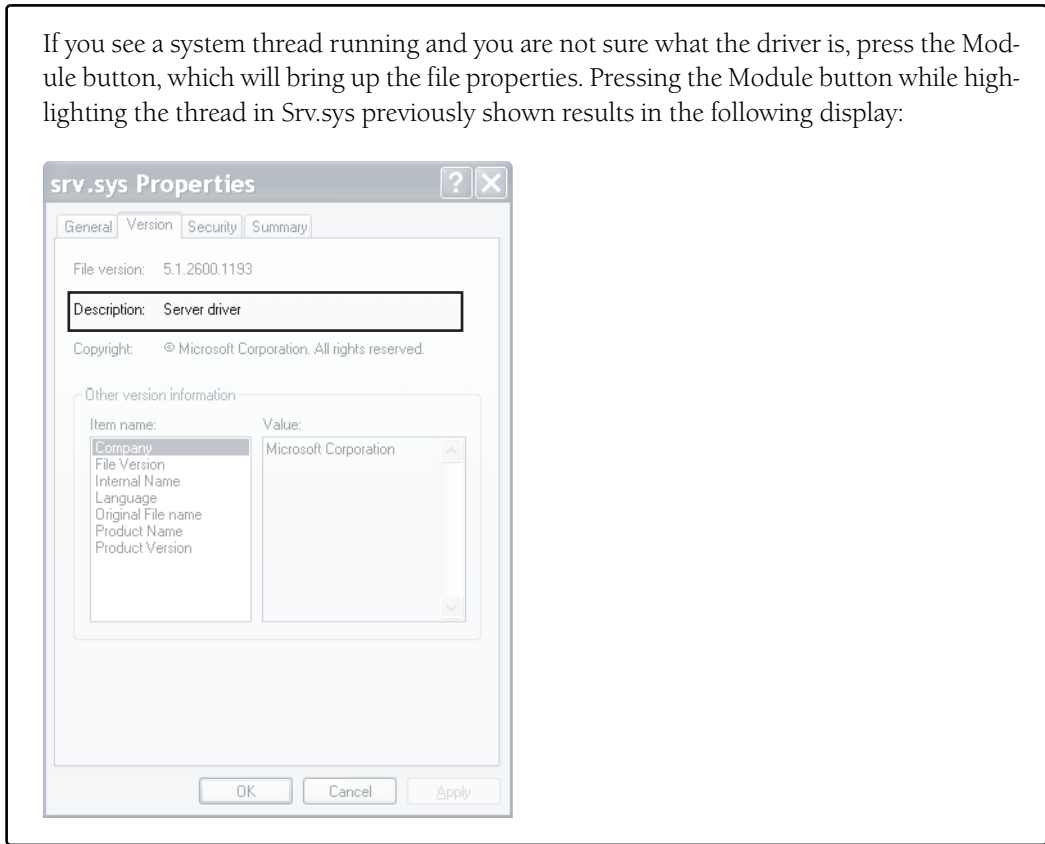 If you see a system thread running and you are not sure what the driver is, press the Mod-
ule button, which will bring up the file properties. Pressing the Module button while high-
lighting the thread in Srv.sys previously shown results in the following display:
srv.sys Properties
General Version Security Summary
File version: 5.1.2600.1193
Description: Server driver
Copyright: © Microsoft Corporation. All rights reserved.
Other version information
Item name: Value:
Company Microsoft Corporation
File Version
Internal Name
Language
Original File name
Product Name
Product Version
OK Cancel Apply